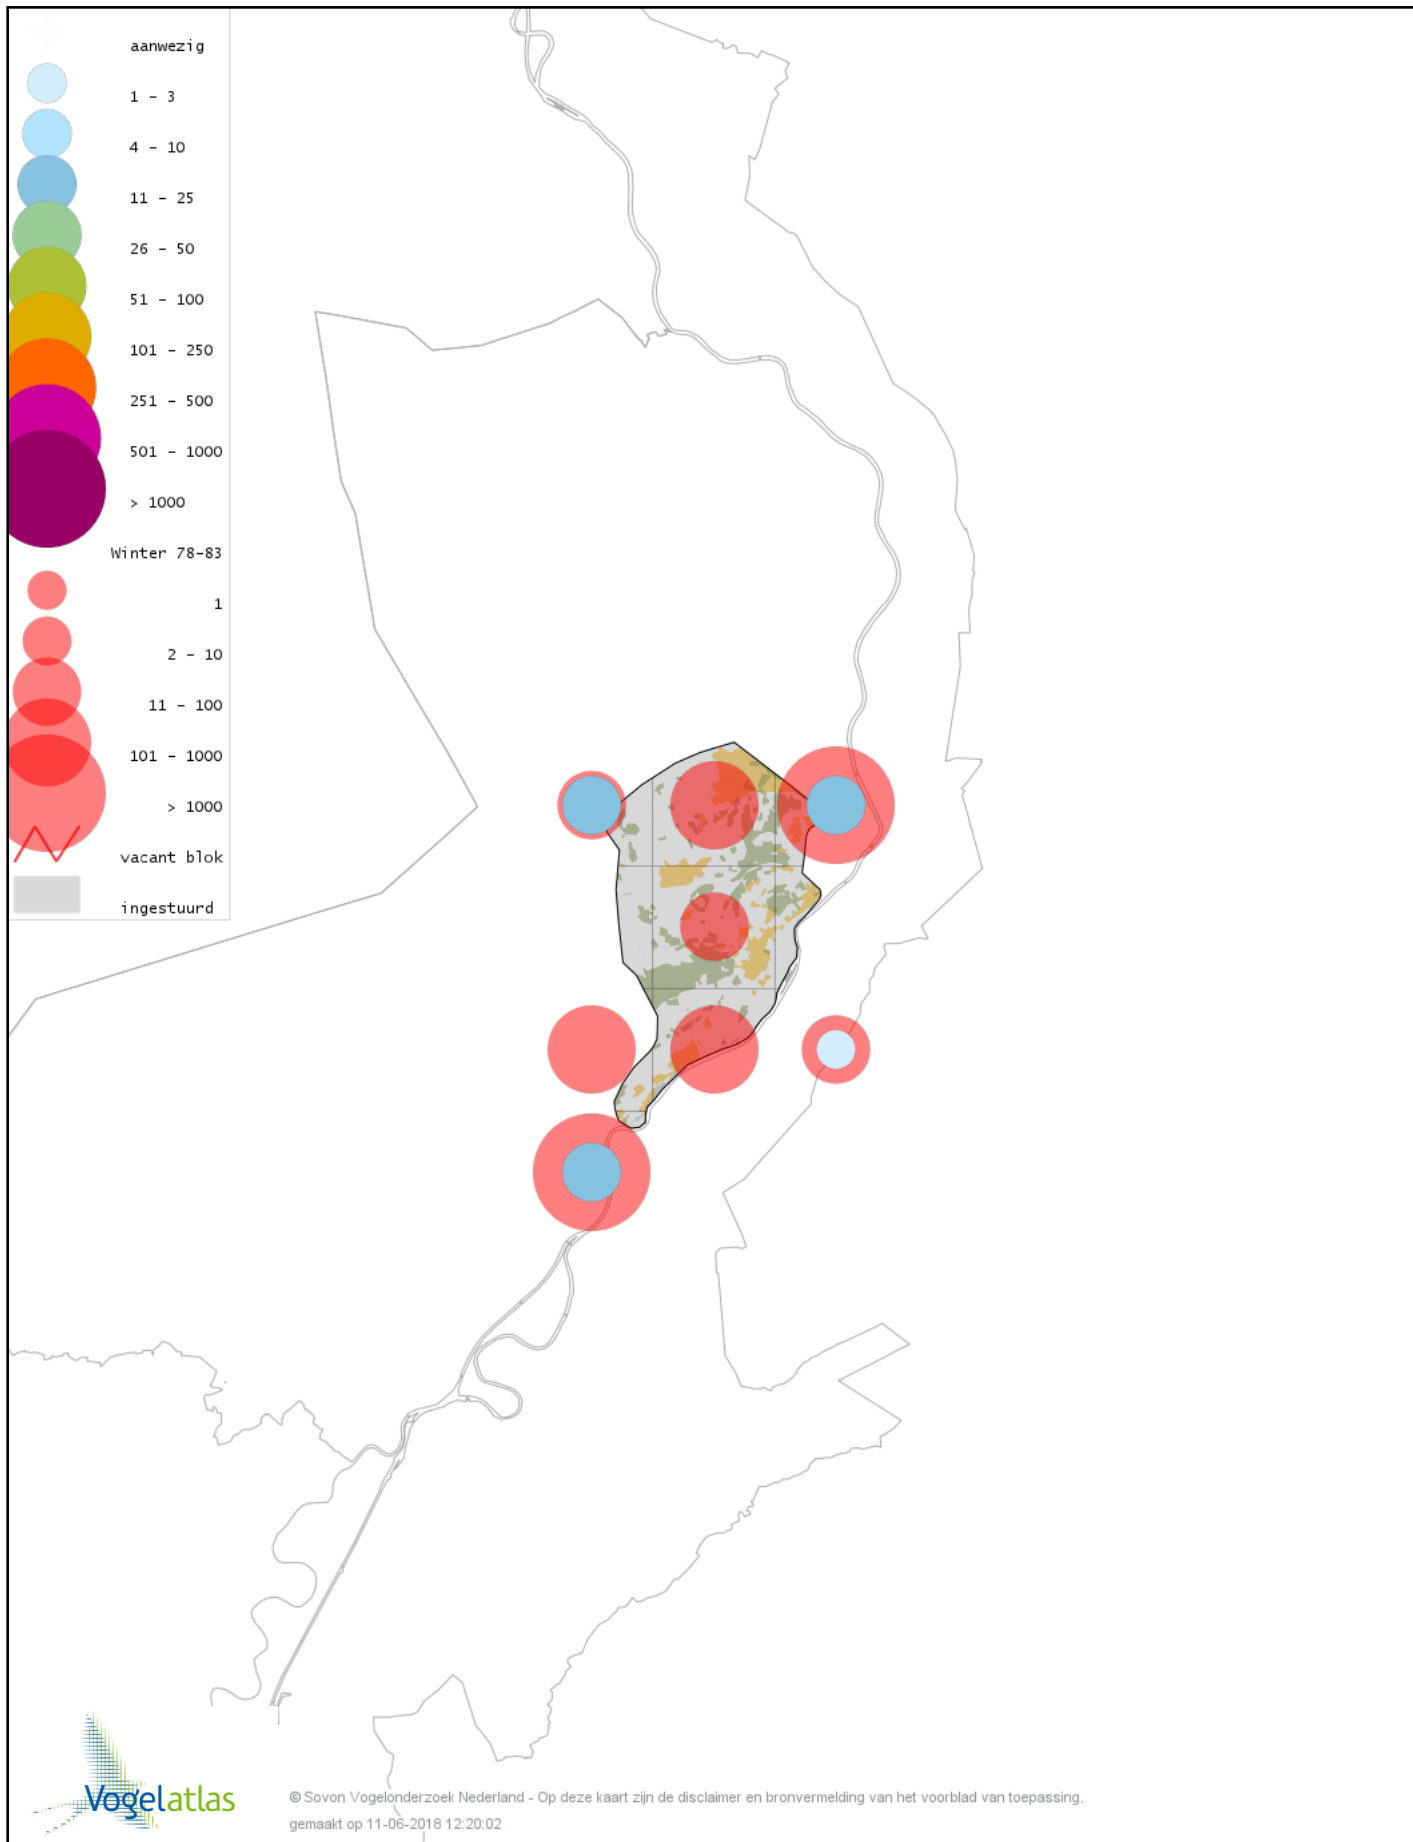 aanwezig
1 - 3
4 - 10
11 - 25
26 - 50
51 - 100
101 - 250
251 - 500
501 - 1000
> 1000
Winter 78-83
1
2 - 10
11 - 100
101 - 1000
> 1000
vacant blok
ingestuurd
Vogelatlas
© Sovon Vogelonderzoek Nederland - Op deze kaart zijn de disclaimer en bronvermelding van het voorblad van toepassing.
gemaakt op 11-06-2018 12:20:02